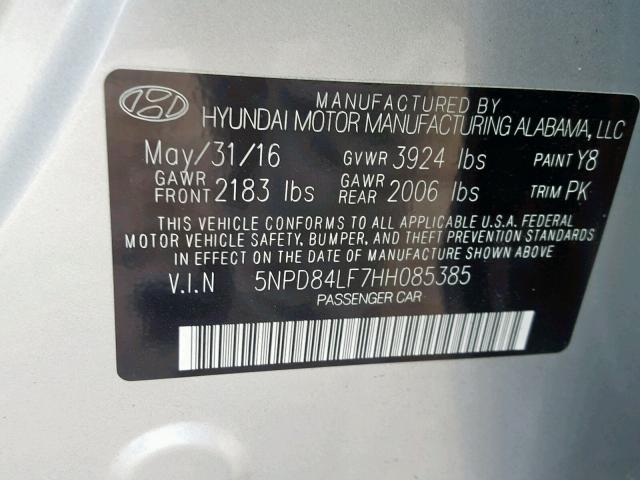 MANUFACTURED BY
HYUNDAI MOTOR MANUFACTURING ALABAMA, LLC
May/31/16 GVWR 3924 lbs PAINT Y8
GAWR FRONT 2183 lbs GAWR REAR 2006 lbs TRIM PK
THIS VEHICLE CONFORMS TO ALL APPLICABLE U.S.A. FEDERAL
MOTOR VEHICLE SAFETY, BUMPER, AND THEFT PREVENTION STANDARDS
IN EFFECT ON THE DATE OF MANUFACTURE SHOWN ABOVE.
V.I.N 5NPD84LF7HH085385
PASSENGER CAR